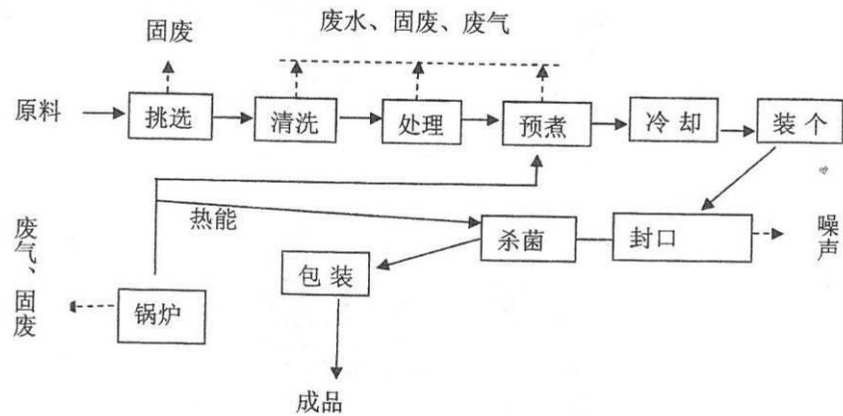 固废
废水、固废、废气
原料
挑选
清洗
处理
预煮
冷却
装个
热能
杀菌
封口
噪声
废气、固废
锅炉
包装
成品